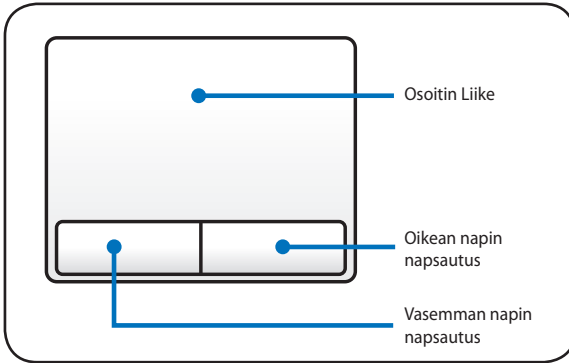 Osoitin Liike
Oikean napin
napsautus
Vasemman napin
napsautus